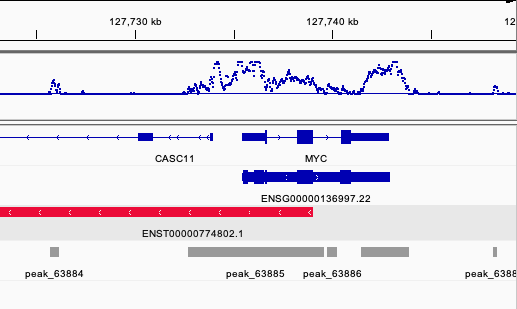 127,730 kb 127,740 kb 12
CASC11 MYC
ENSG00000136997.22
ENST00000774802.1
peak_63884 peak_63885 peak_63886 peak_6388